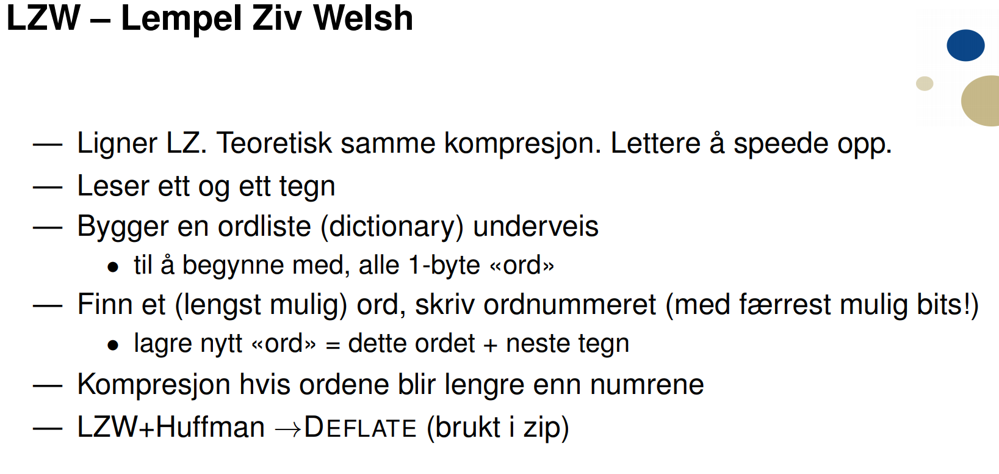 LZW – Lempel Ziv Welsh
— Ligner LZ. Teoretisk samme kompresjon. Lettere å speede opp.
— Leser ett og ett tegn
— Bygger en ordliste (dictionary) underveis
● til å begynne med, alle 1-byte «ord»
— Finn et (lengst mulig) ord, skriv ordnummeret (med færrest mulig bits!)
● lagre nytt «ord» = dette ordet + neste tegn
— Kompresjon hvis ordene blir lengre enn numrene
— LZW+Huffman →DEFLATE (brukt i zip)